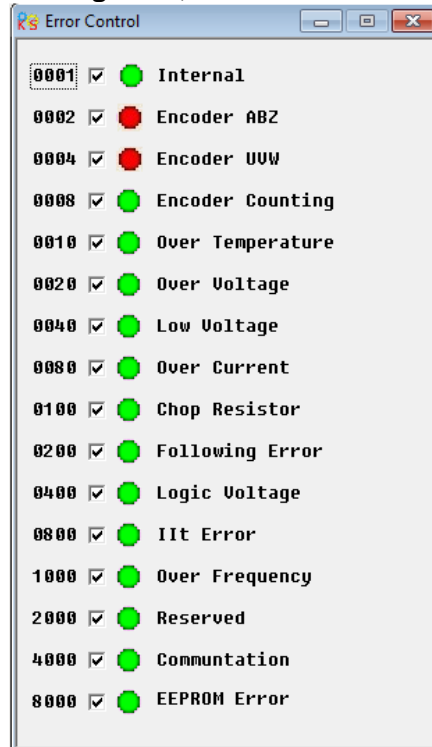 Error Control
0001 Internal
0002 Encoder ABZ
0004 Encoder UVW
0008 Encoder Counting
0010 Over Temperature
0020 Over Voltage
0040 Low Voltage
0080 Over Current
0100 Chop Resistor
0200 Following Error
0400 Logic Voltage
0800 IIt Error
1000 Over Frequency
2000 Reserved
4000 Communtation
8000 EEPROM Error